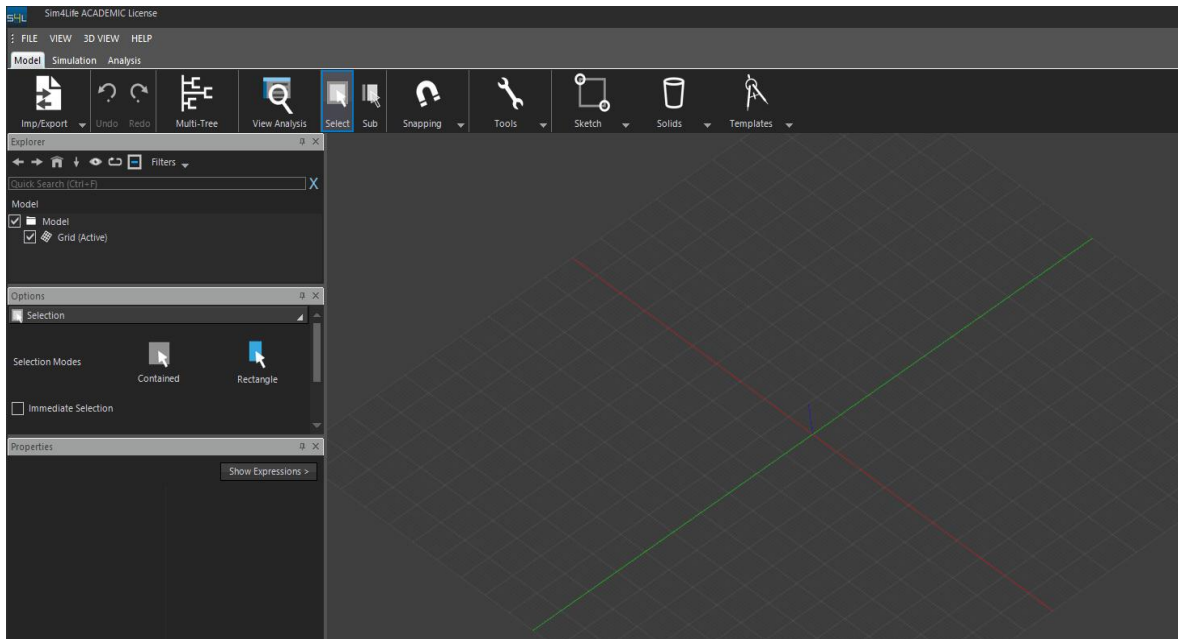 S4L Sim4Life ACADEMIC License
FILE VIEW 3D VIEW HELP
Model Simulation Analysis
Imp/Export Undo Redo Multi-Tree View Analysis Select Sub Snapping Tools Sketch Solids Templates
Explorer
Filters
Quick Search (Ctrl+F) X
Model
Model
Grid (Active)
Options
Selection
Selection Modes
Contained Rectangle
Immediate Selection
Properties
Show Expressions >